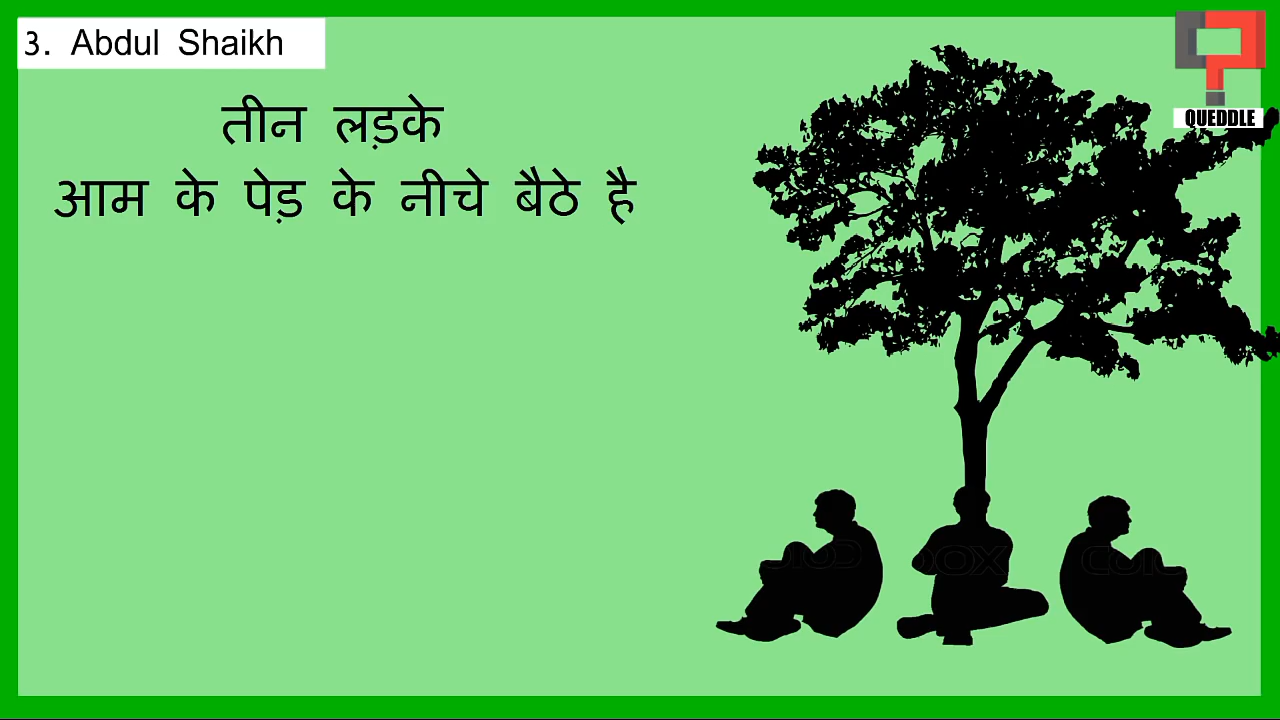 3. Abdul Shaikh
तीन लड़के
आम के पेड़ के नीचे बैठे है
QUEDDLE